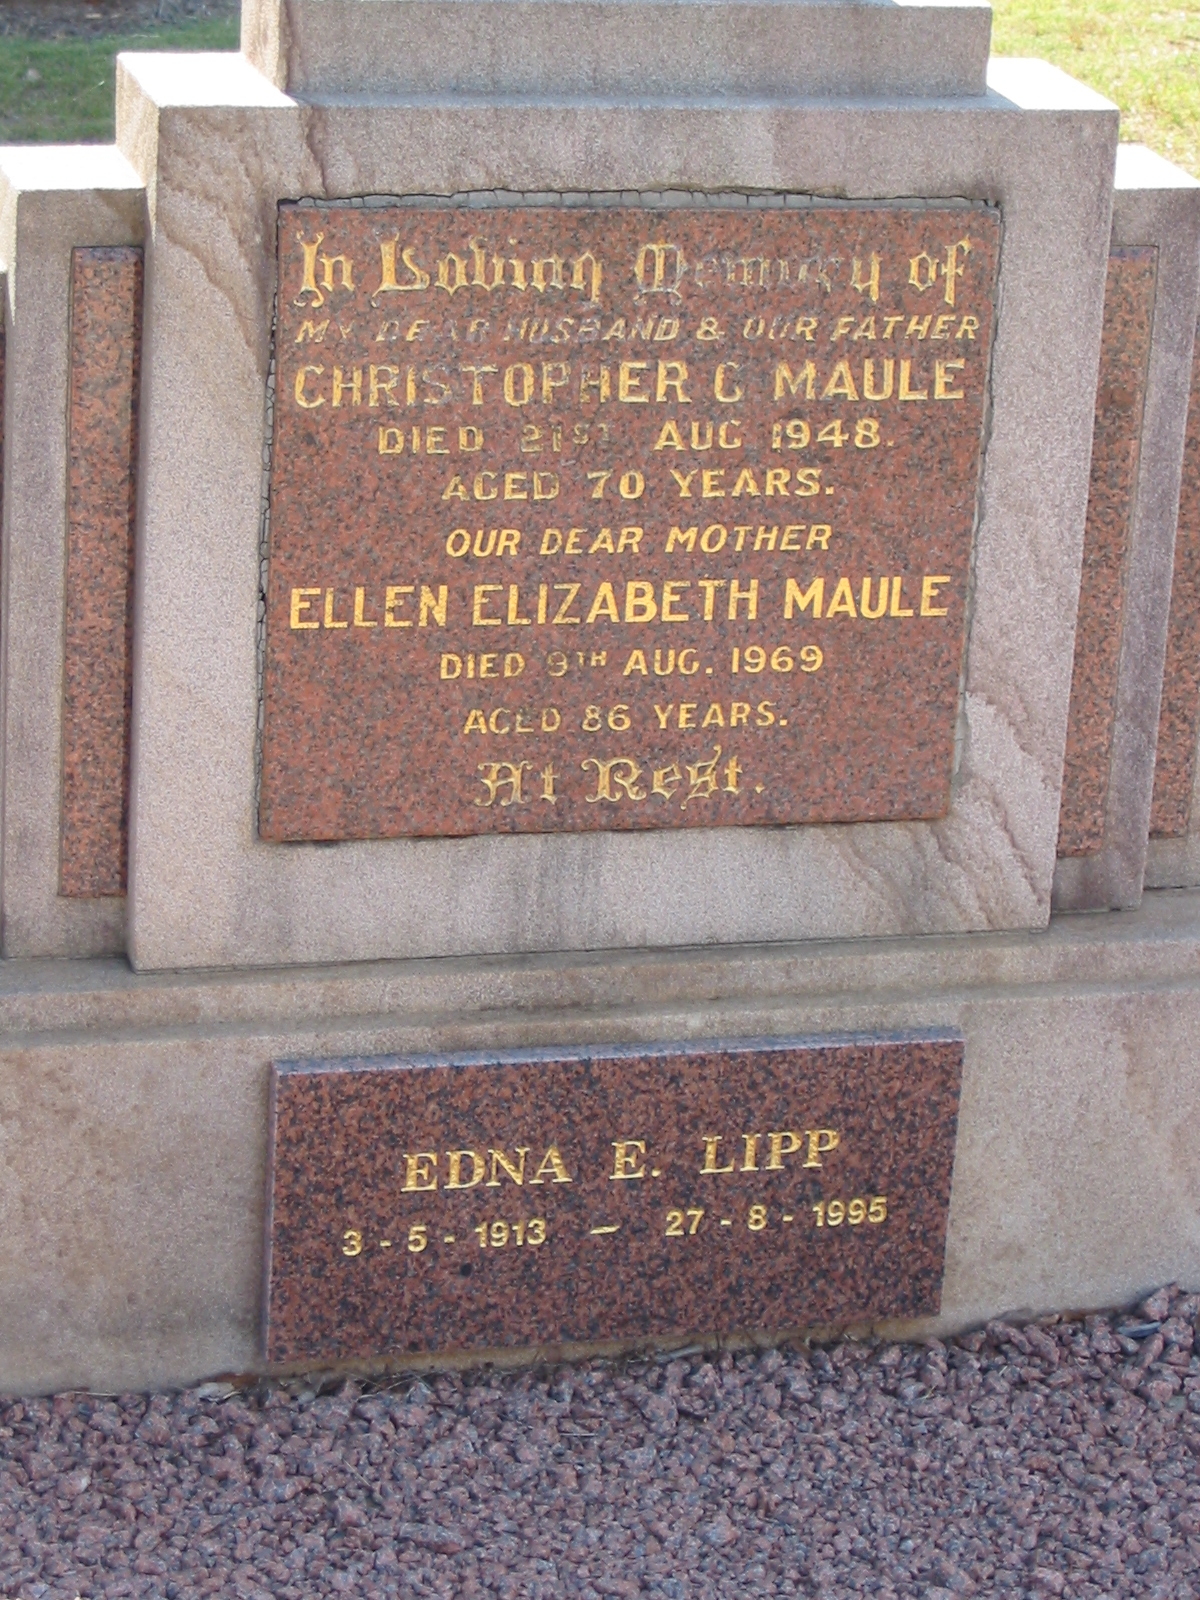 In Loving Memory of
MY DEAR HUSBAND & OUR FATHER
CHRISTOPHER G MAULE
DIED 21ST AUG 1948.
AGED 70 YEARS.
OUR DEAR MOTHER
ELLEN ELIZABETH MAULE
DIED 9TH AUG. 1969
AGED 86 YEARS.
At Rest.
EDNA E. LIPP
3 - 5 - 1913 – 27 - 8 - 1995